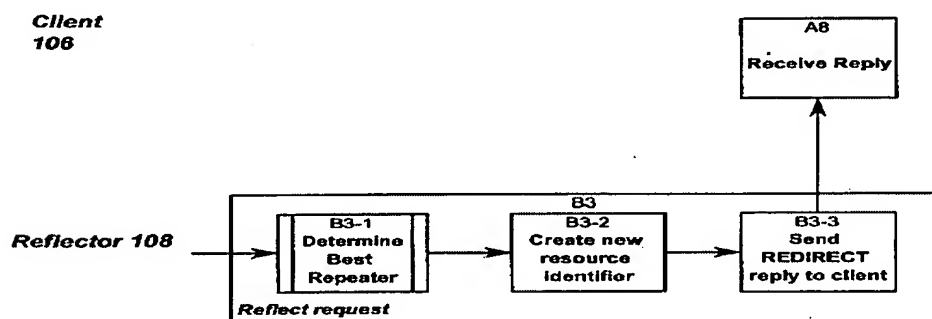 Client
106
A8
Receive Reply
B3
Reflector 108
B3-1
Determine
Best
Repeater
B3-2
Create new
resource
identifier
B3-3
Send
REDIRECT
reply to client
Reflect request